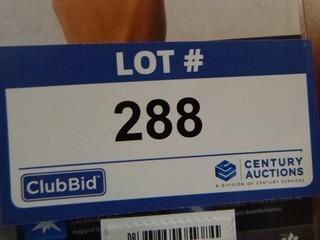 LOT #
288
ClubBid
CENTURY
AUCTIONS
A DIVISION OF CENTURY SERVICES